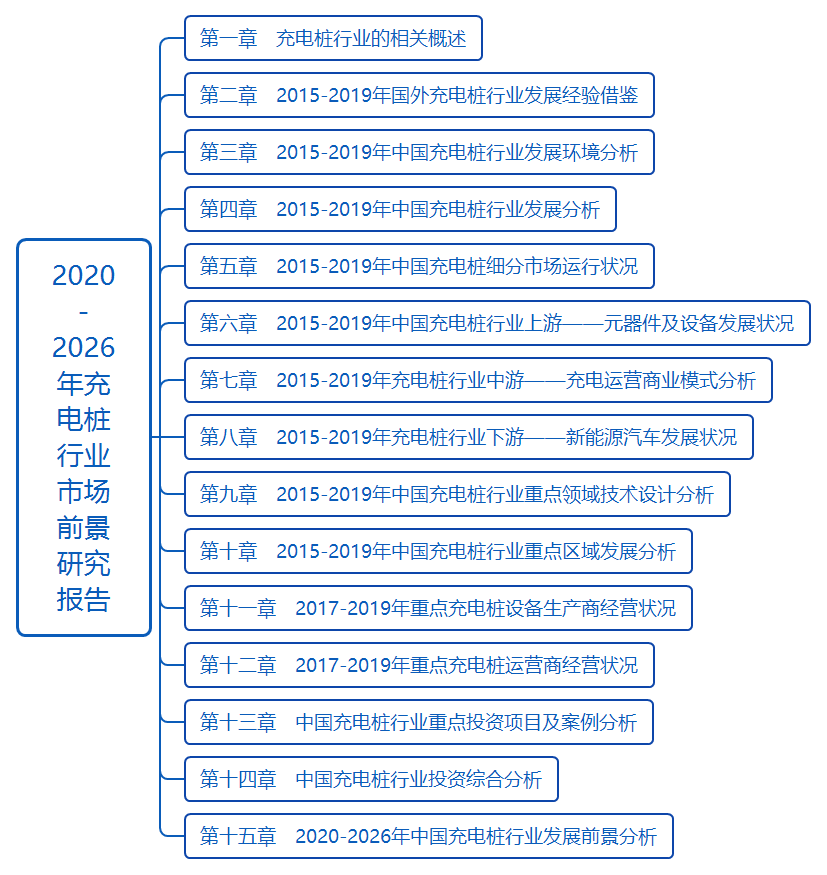 2020
-
2026
年充
电桩
行业
市场
前景
研究
报告
第一章 充电桩行业的相关概述
第二章 2015-2019年国外充电桩行业发展经验借鉴
第三章 2015-2019年中国充电桩行业发展环境分析
第四章 2015-2019年中国充电桩行业发展分析
第五章 2015-2019年中国充电桩细分市场运行状况
第六章 2015-2019年中国充电桩行业上游——元器件及设备发展状况
第七章 2015-2019年充电桩行业中游——充电运营商业模式分析
第八章 2015-2019年充电桩行业下游——新能源汽车发展状况
第九章 2015-2019年中国充电桩行业重点领域技术设计分析
第十章 2015-2019年中国充电桩行业重点区域发展分析
第十一章 2017-2019年重点充电桩设备生产商经营状况
第十二章 2017-2019年重点充电桩运营商经营状况
第十三章 中国充电桩行业重点投资项目及案例分析
第十四章 中国充电桩行业投资综合分析
第十五章 2020-2026年中国充电桩行业发展前景分析